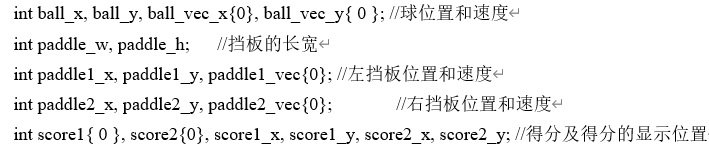 int ball_x, ball_y, ball_vec_x{0}, ball_vec_y{ 0 }; //球位置和速度
int paddle_w, paddle_h; //挡板的长宽
int paddle1_x, paddle1_y, paddle1_vec{0}; //左挡板位置和速度
int paddle2_x, paddle2_y, paddle2_vec{0}; //右挡板位置和速度
int score1{ 0 }, score2{0}, score1_x, score1_y, score2_x, score2_y; //得分及得分的显示位置